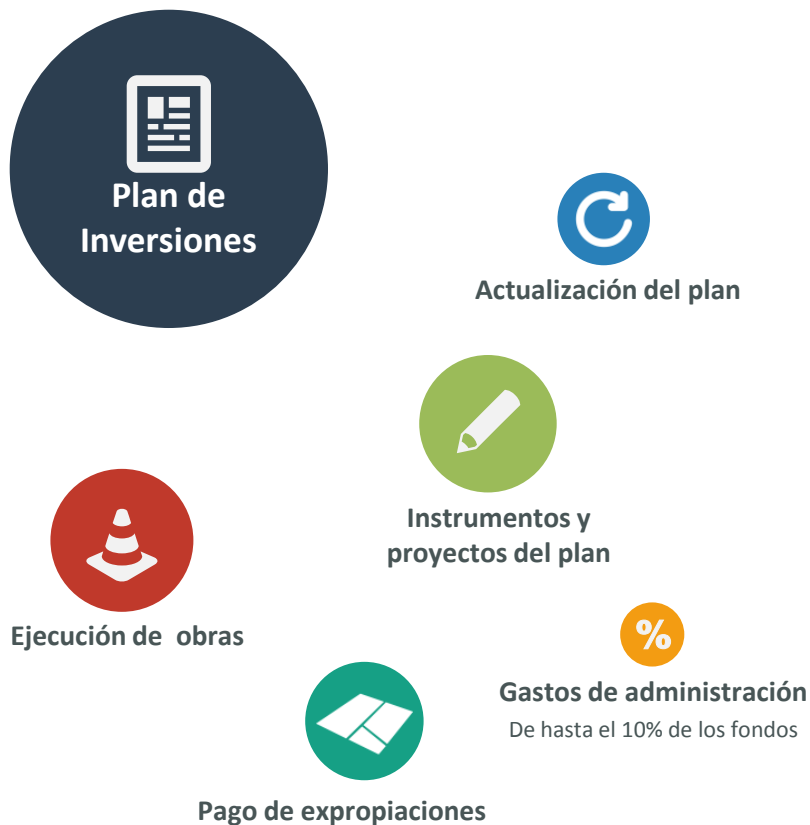 Plan de
Inversiones
Actualización del plan
Instrumentos y
proyectos del plan
Ejecución de obras
%
Gastos de administración
De hasta el 10% de los fondos
Pago de expropiaciones